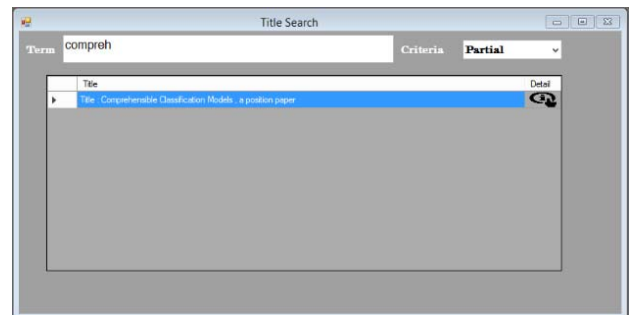 Title Search
Term compreh Criteria Partial
Title Detail
Title : Comprehensible Classification Models , a position paper